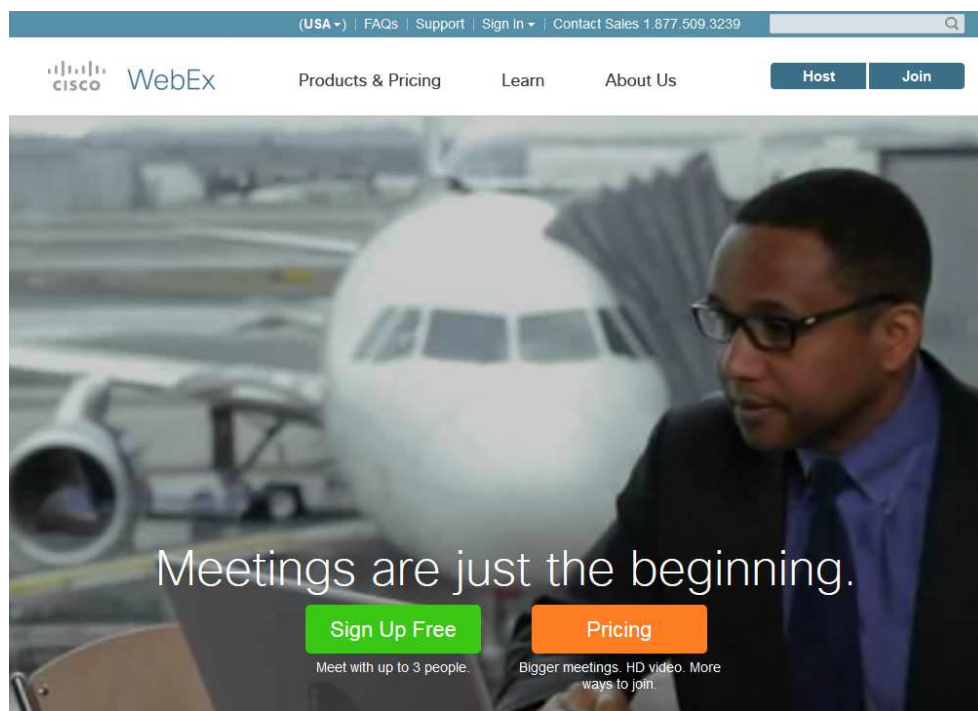 (USA ▾) | FAQs | Support | Sign In ▾ | Contact Sales 1.877.509.3239
cisco WebEx Products & Pricing Learn About Us Host Join
Meetings are just the beginning.
Sign Up Free Pricing
Meet with up to 3 people. Bigger meetings. HD video. More
ways to join.